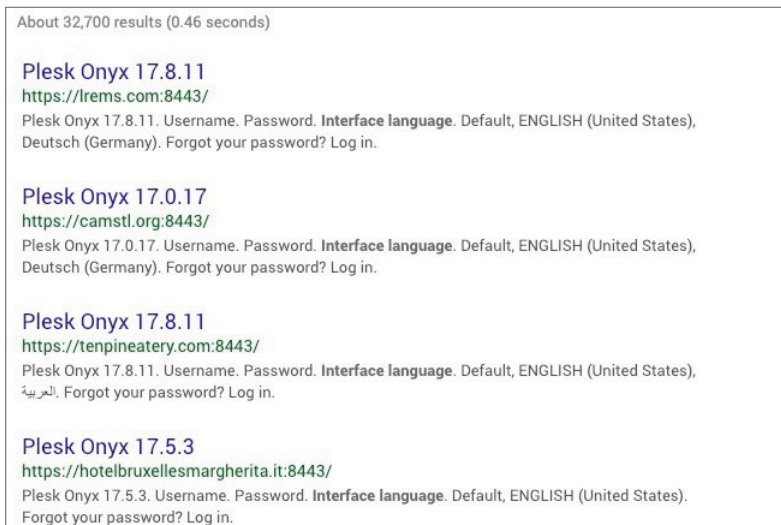 About 32,700 results (0.46 seconds)
Plesk Onyx 17.8.11
https://lrems.com:8443/
Plesk Onyx 17.8.11. Username. Password. Interface language. Default, ENGLISH (United States),
Deutsch (Germany). Forgot your password? Log in.
Plesk Onyx 17.0.17
https://camstl.org:8443/
Plesk Onyx 17.0.17. Username. Password. Interface language. Default, ENGLISH (United States),
Deutsch (Germany). Forgot your password? Log in.
Plesk Onyx 17.8.11
https://tenpineatery.com:8443/
Plesk Onyx 17.8.11. Username. Password. Interface language. Default, ENGLISH (United States),
العربية. Forgot your password? Log in.
Plesk Onyx 17.5.3
https://hotelbruxellesmargherita.it:8443/
Plesk Onyx 17.5.3. Username. Password. Interface language. Default, ENGLISH (United States).
Forgot your password? Log in.